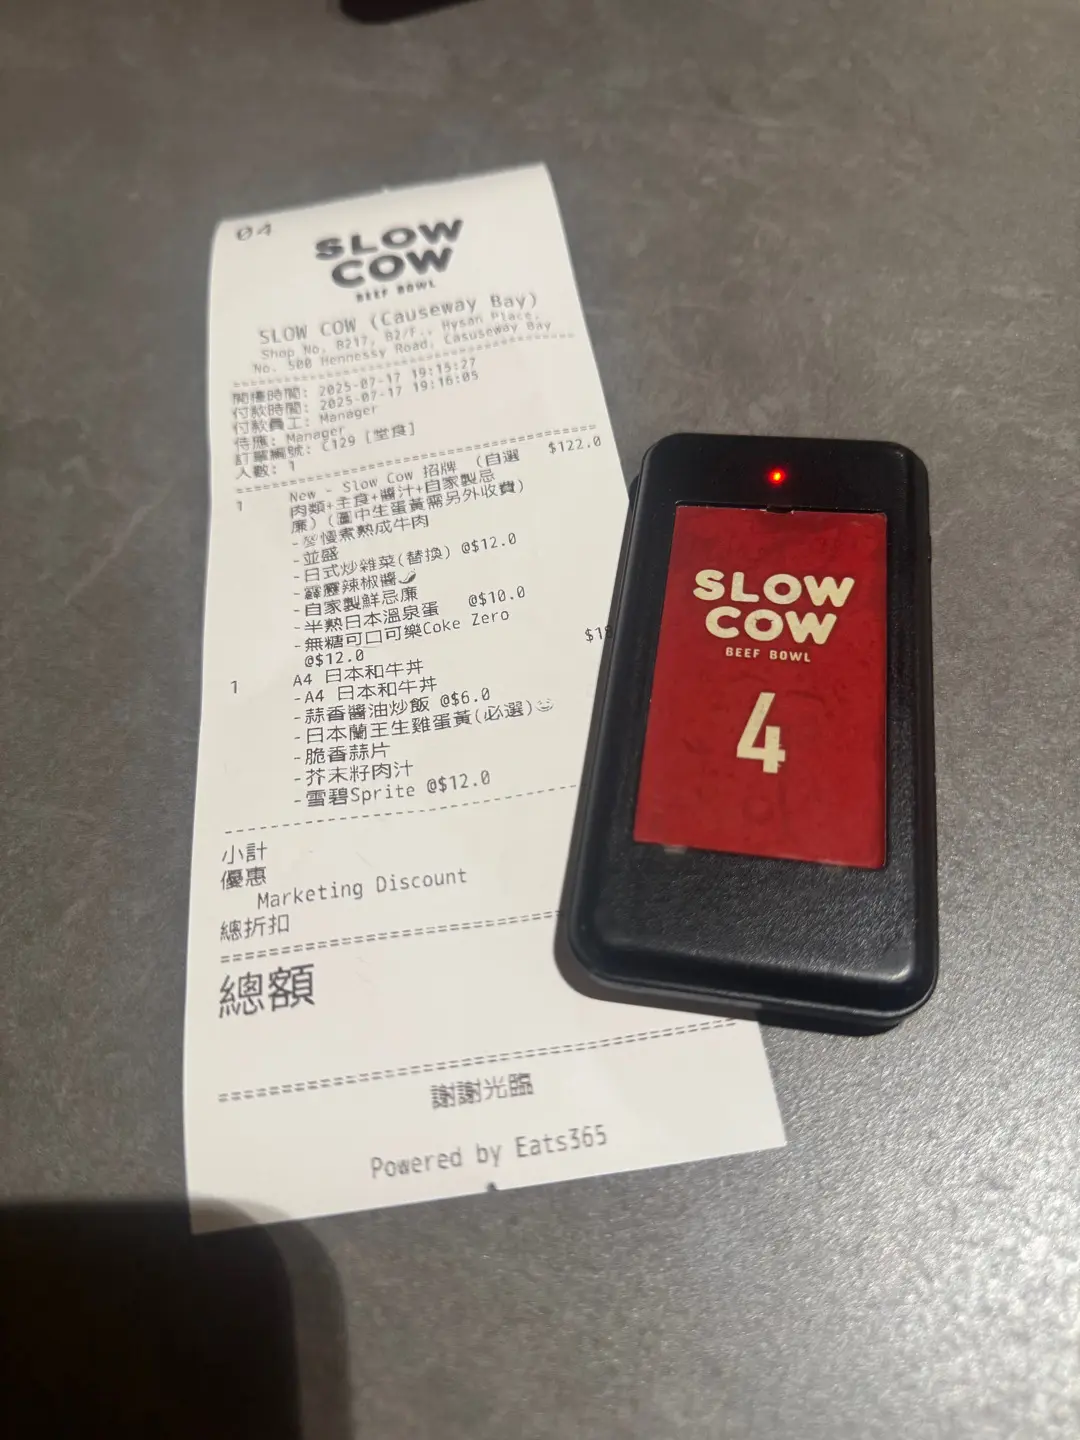 04
SLOW
COW
BEEF BOWL
SLOW COW (Causeway Bay)
Shop No. B217, B2/F., Hysan Place,
No. 500 Hennessy Road, Casuseway Bay
開檯時間: 2025-07-17 19:15:27
付款時間: 2025-07-17 19:16:05
付款員工: Manager
侍應: Manager
訂單編號: C129 [堂食]
人數: 1
1 New - Slow Cow 招牌 (自選 $122.0
肉類+主食+醬汁+自家製忌
廉) (圖中生蛋黃需另外收費)
-慢煮熟成牛肉
-並盛
-日式炒雜菜(替換) @$12.0
-霹靂辣椒醬🌶
-自家製鮮忌廉
-半熟日本溫泉蛋 @$10.0
-無糖可口可樂Coke Zero
@$12.0
1 A4 日本和牛丼 $18
-A4 日本和牛丼
-蒜香醬油炒飯 @$6.0
-日本蘭王生雞蛋黃(必選)
-脆香蒜片
-芥末籽肉汁
-雪碧Sprite @$12.0
小計
優惠
Marketing Discount
總折扣
總額
謝謝光臨
Powered by Eats365
SLOW
COW
BEEF BOWL
4